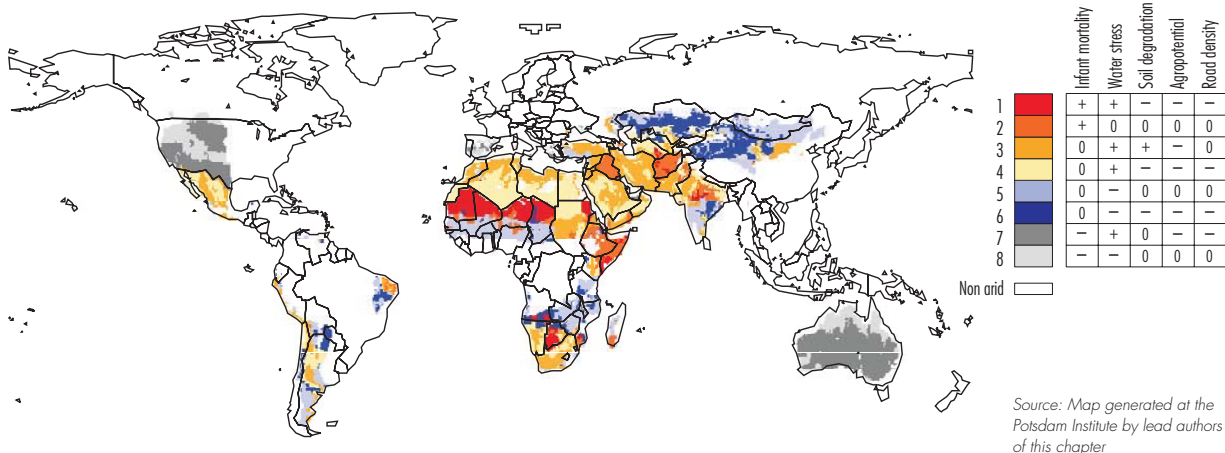 Infant mortality Water stress Soil degradation Agropotential Road density
1 + + – – –
2 + 0 0 0 0
3 0 + + – 0
4 0 + – – –
5 0 – 0 0 0
6 0 – – – –
7 – + 0 – –
8 – – 0 0 0
Non arid
Source: Map generated at the
Potsdam Institute by lead authors
of this chapter